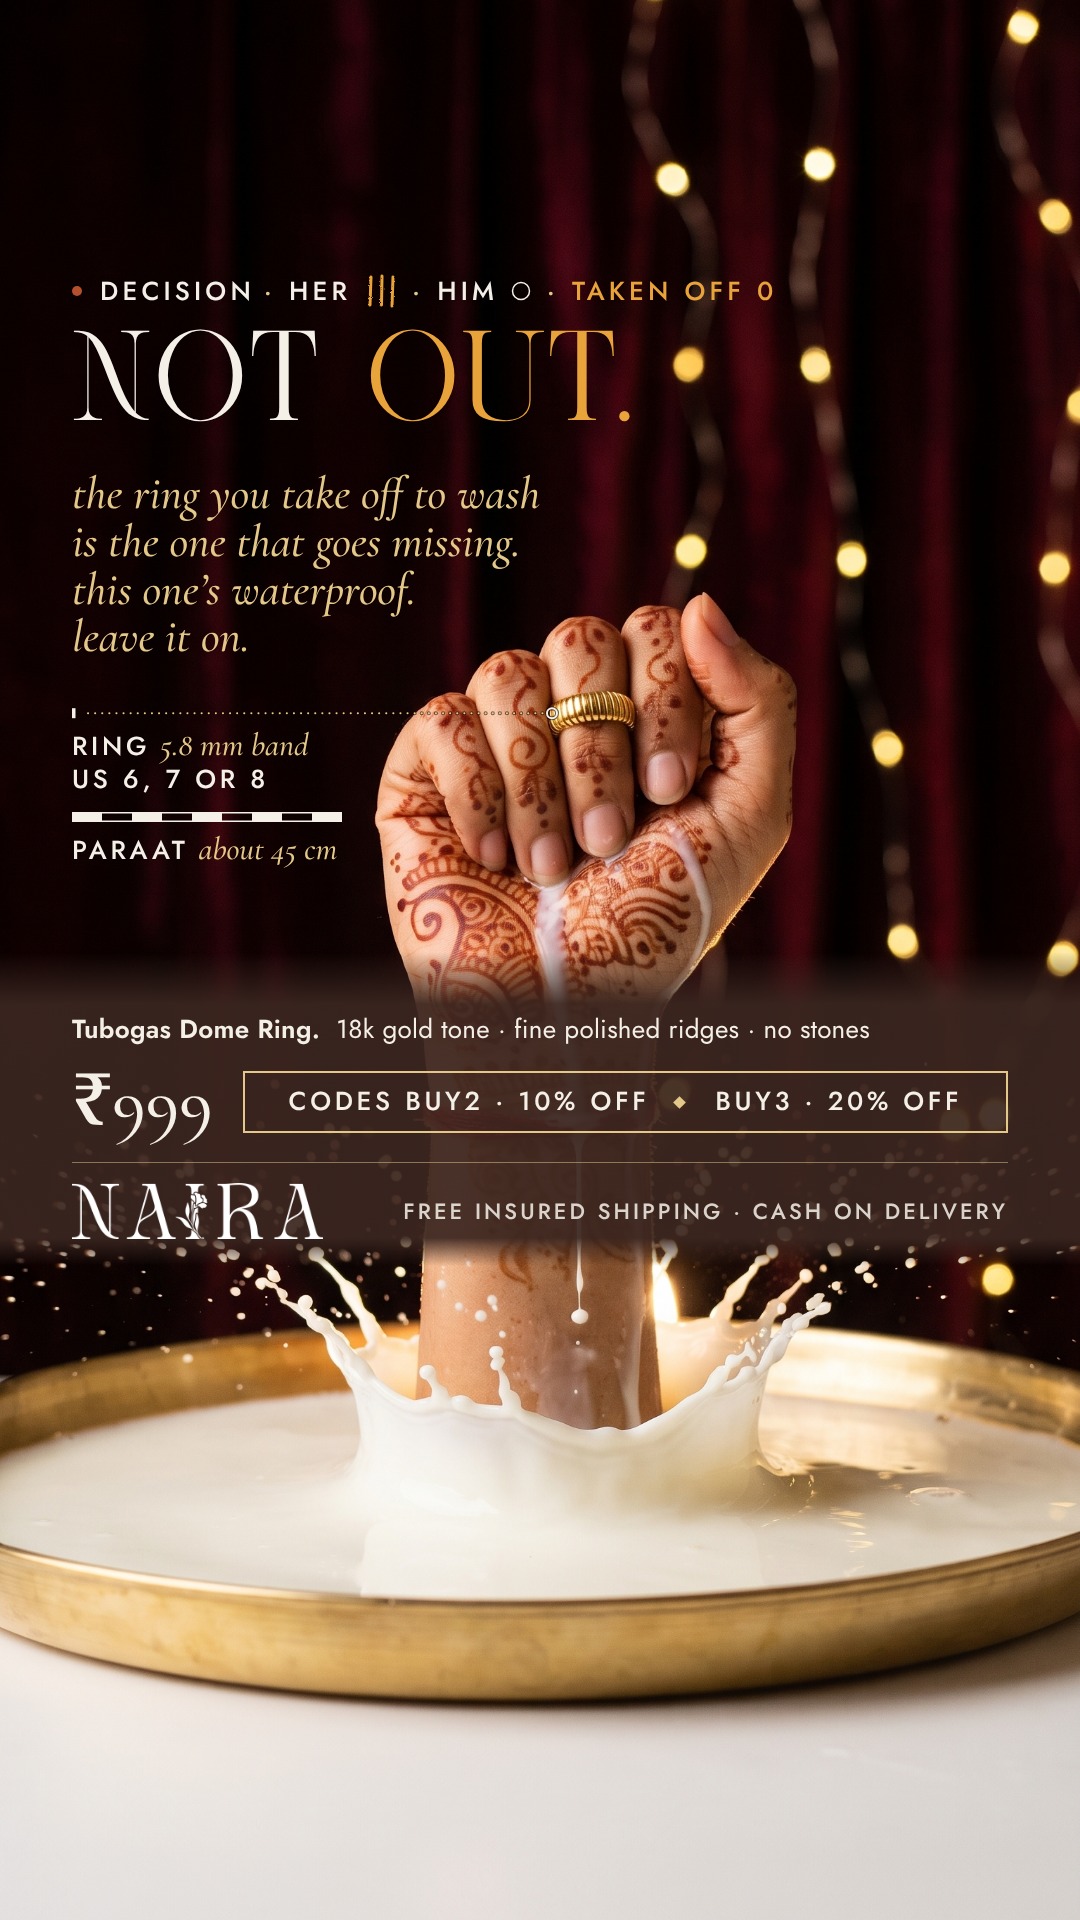 DECISION · HER ||| · HIM ○ · TAKEN OFF 0
NOT OUT.
the ring you take off to wash
is the one that goes missing.
this one's waterproof.
leave it on.
RING 5.8 mm band
US 6, 7 OR 8
PARAAT about 45 cm
Tubogas Dome Ring. 18k gold tone · fine polished ridges · no stones
₹999
CODES BUY2 · 10% OFF ◆ BUY3 · 20% OFF
NAIRA
FREE INSURED SHIPPING · CASH ON DELIVERY